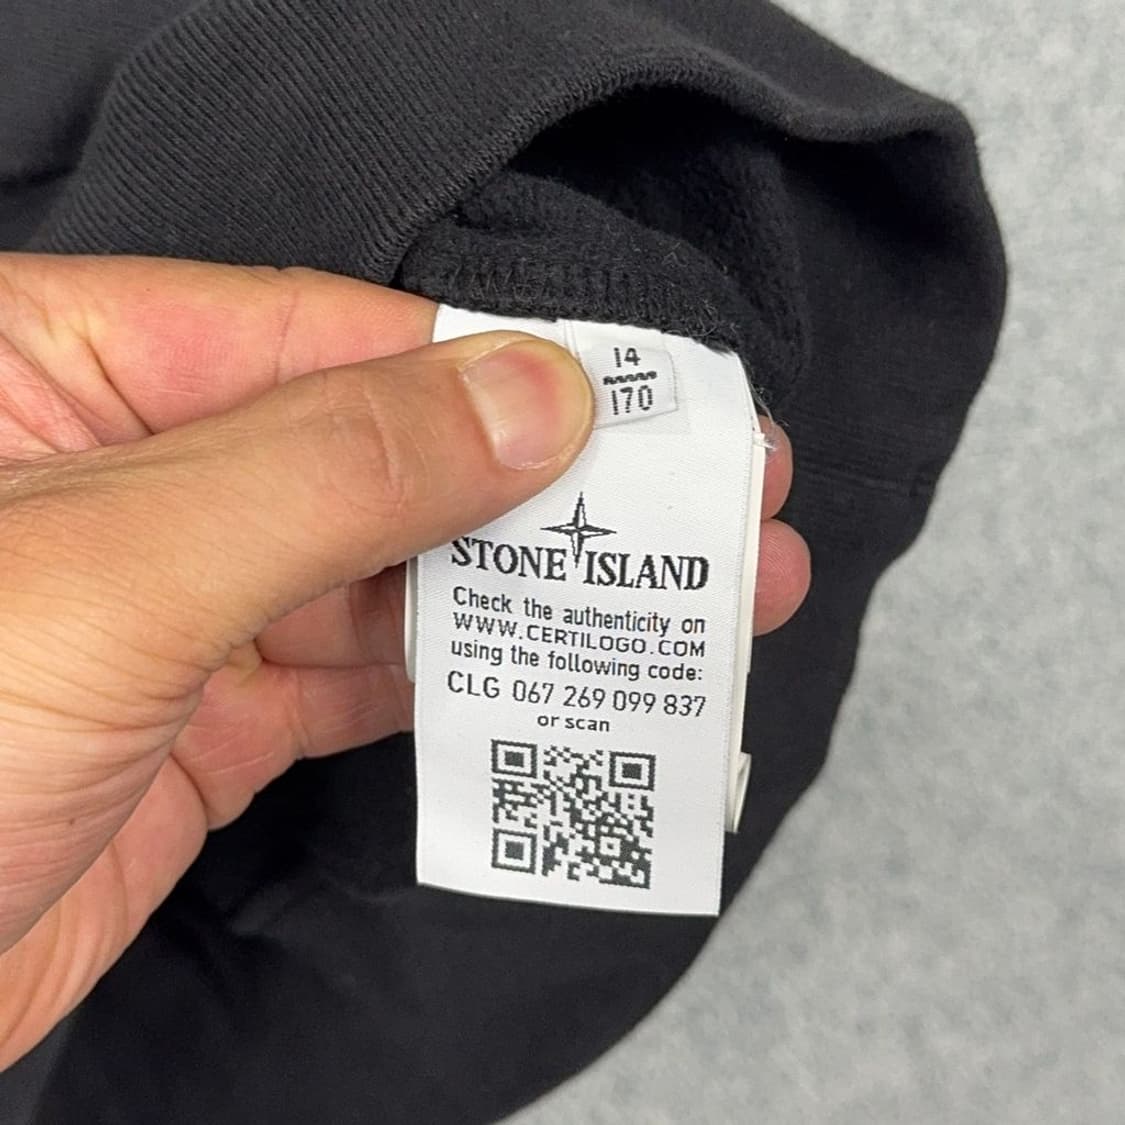 14
170
STONE ISLAND
Check the authenticity on
WWW.CERTILOGO.COM
using the following code:
CLG 067 269 099 837
or scan